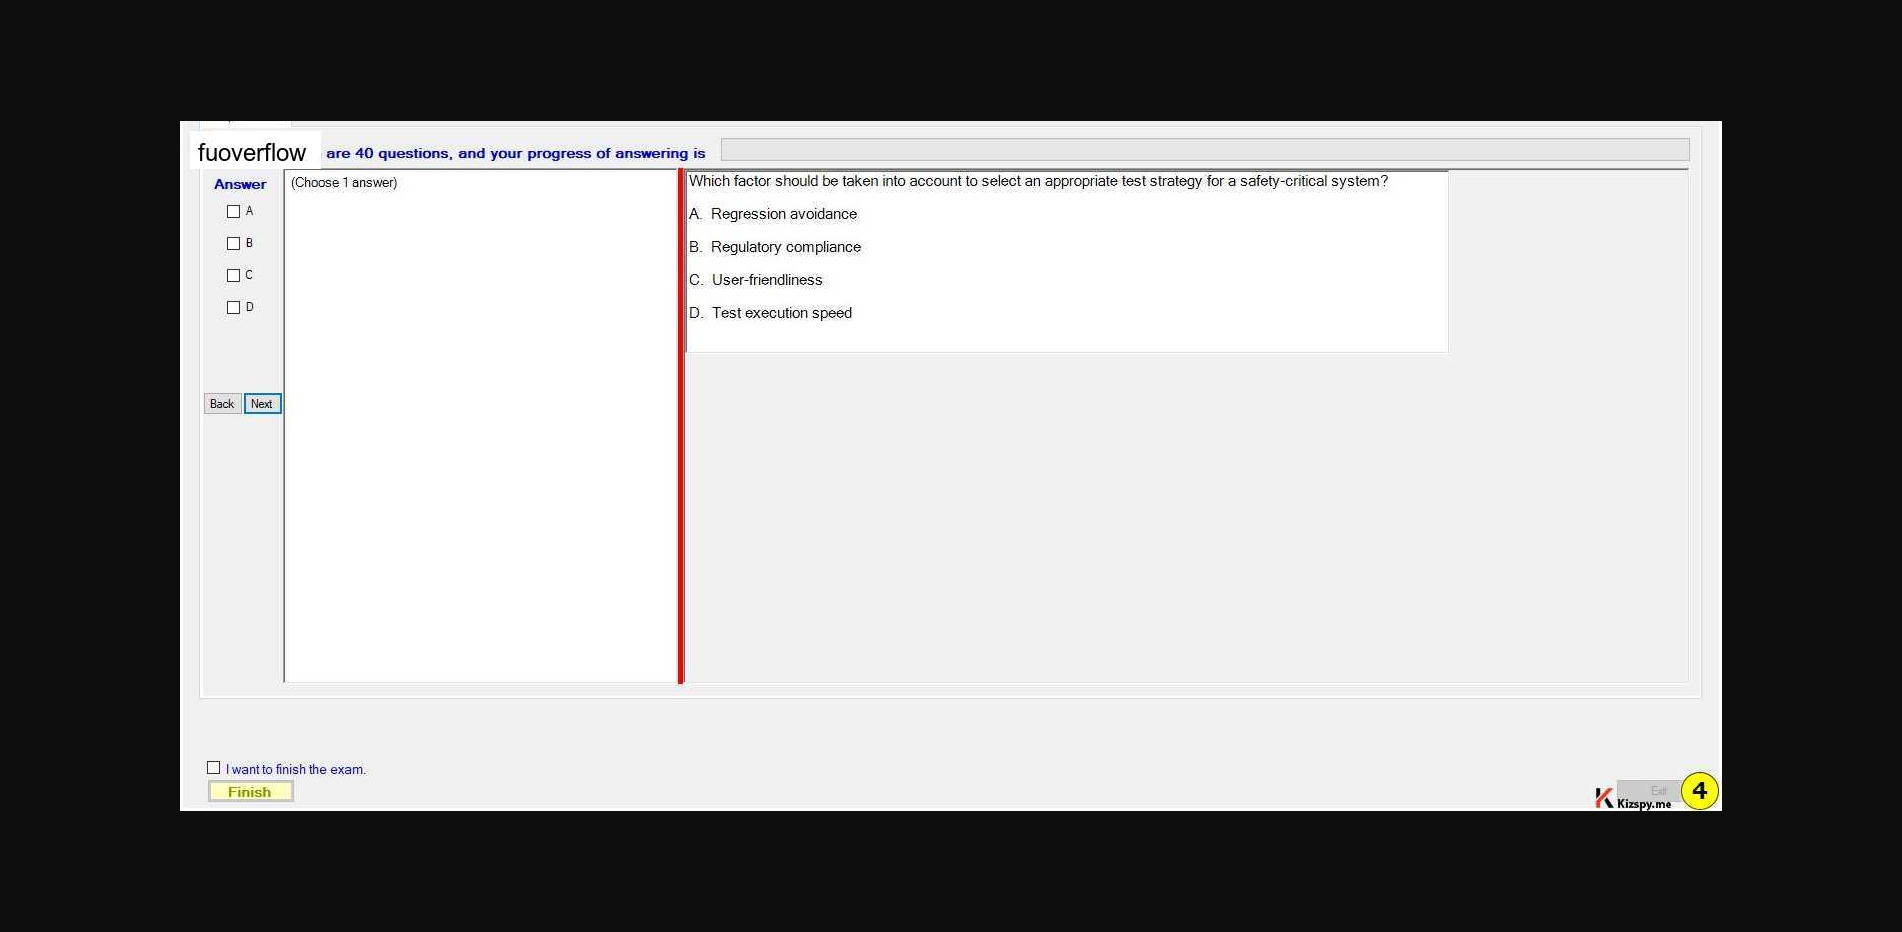 fuoverflow are 40 questions, and your progress of answering is
Answer
(Choose 1 answer)
A
B
C
D
Back Next
Which factor should be taken into account to select an appropriate test strategy for a safety-critical system?
A. Regression avoidance
B. Regulatory compliance
C. User-friendliness
D. Test execution speed
I want to finish the exam.
Finish
Exit
Kizspy.me
4